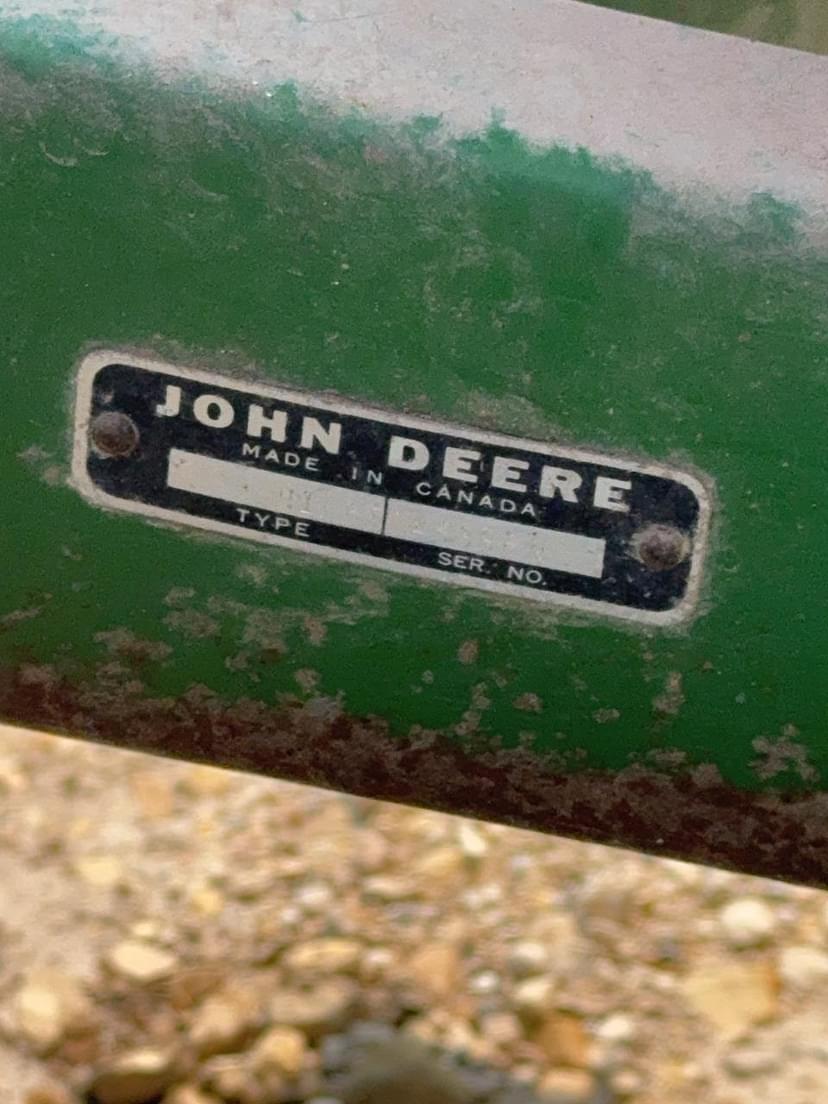 JOHN DEERE
MADE IN CANADA
TYPE
SER. NO.